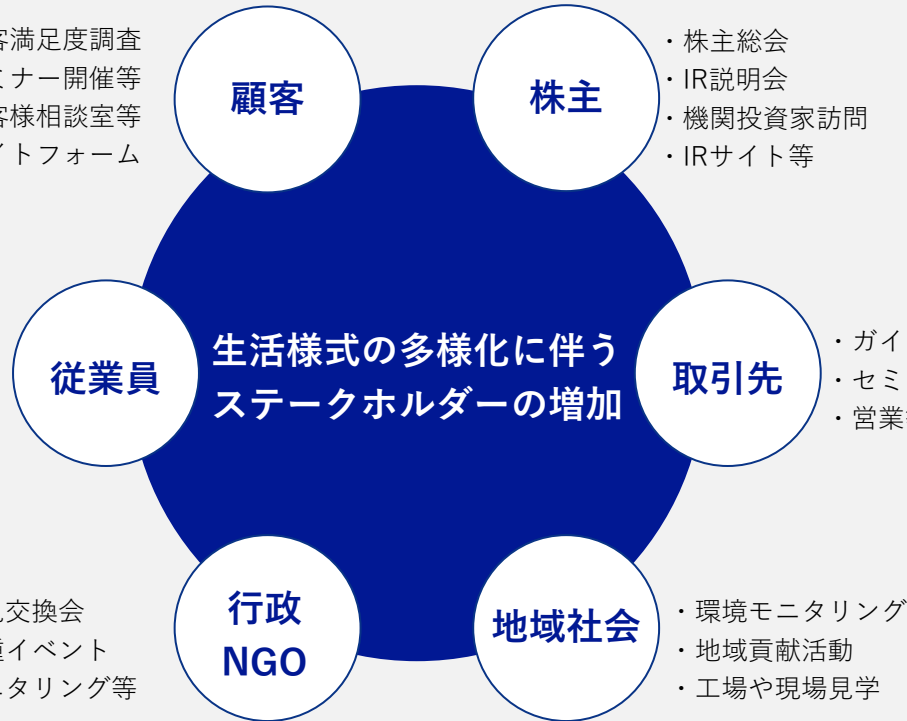 客満足度調査
ミナー開催等
客様相談室等
イトフォーム
顧客
株主
・株主総会
・IR説明会
・機関投資家訪問
・IRサイト等
従業員
生活様式の多様化に伴う
ステークホルダーの増加
取引先
・ガイ
・セミ
・営業
見交換会
重イベント
ニタリング等
行政
NGO
地域社会
・環境モニタリング
・地域貢献活動
・工場や現場見学